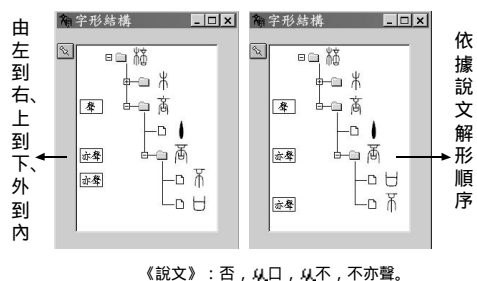 由左到右、上到下、外到內
字形結構
聲
亦聲
亦聲
字形結構
聲
亦聲
亦聲
依據說文解形順序
《說文》：否，从口，从不，不亦聲。